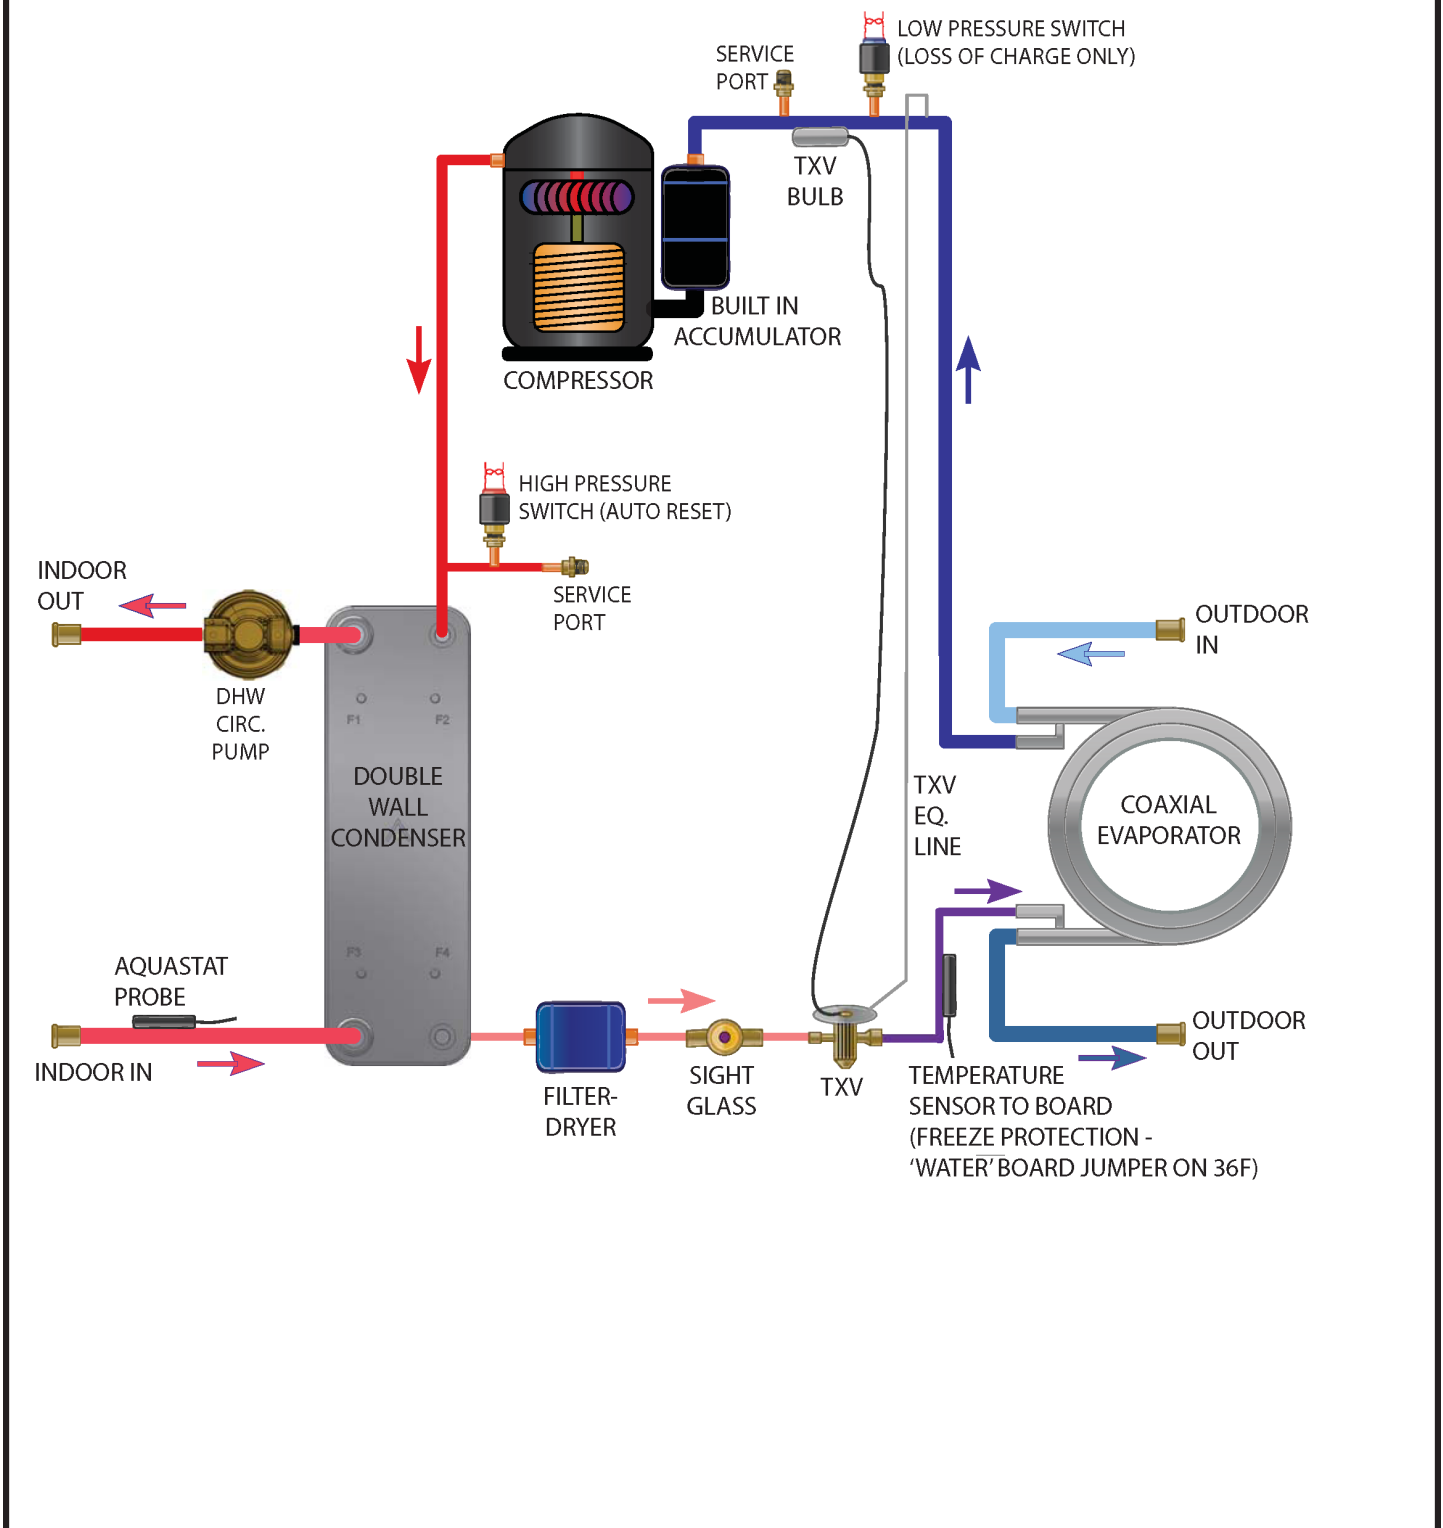 LOW PRESSURE SWITCH
(LOSS OF CHARGE ONLY)
SERVICE
PORT
TXV
BULB
BUILT IN
ACCUMULATOR
COMPRESSOR
HIGH PRESSURE
SWITCH (AUTO RESET)
SERVICE
PORT
INDOOR
OUT
DHW
CIRC.
PUMP
F1
F2
DOUBLE
WALL
CONDENSER
F3
F4
AQUASTAT
PROBE
INDOOR IN
FILTER-
DRYER
SIGHT
GLASS
TXV
TXV
EQ.
LINE
OUTDOOR
IN
COAXIAL
EVAPORATOR
OUTDOOR
OUT
TEMPERATURE
SENSOR TO BOARD
(FREEZE PROTECTION -
‘WATER’ BOARD JUMPER ON 36F)